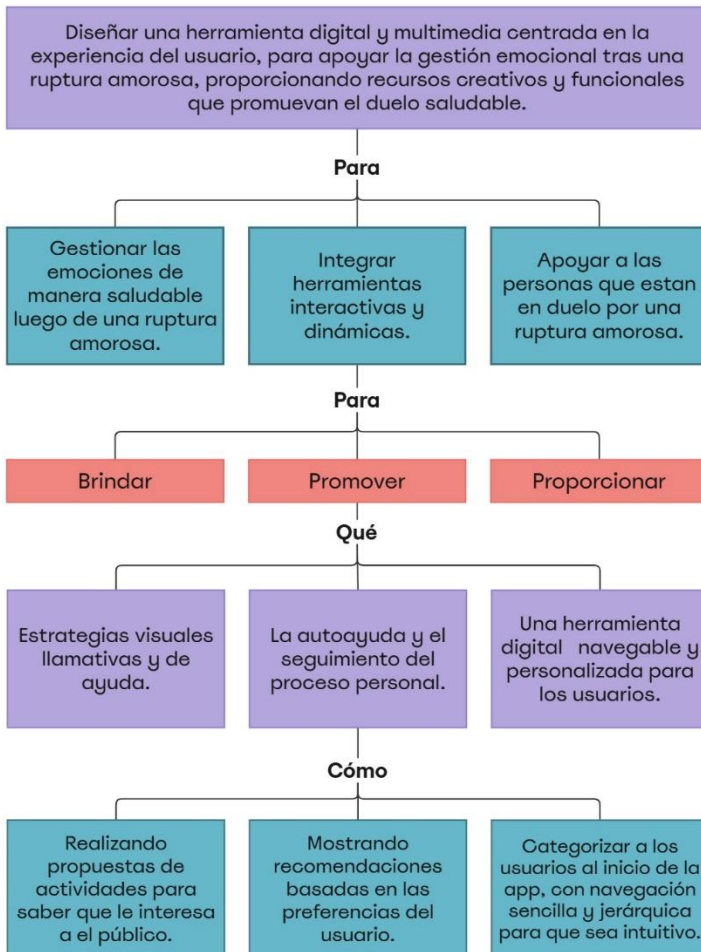 Diseñar una herramienta digital y multimedia centrada en la
experiencia del usuario, para apoyar la gestión emocional tras una
ruptura amorosa, proporcionando recursos creativos y funcionales
que promuevan el duelo saludable.
Para
Gestionar las
emociones de
manera saludable
luego de una ruptura
amorosa.
Integrar
herramientas
interactivas y
dinámicas.
Apoyar a las
personas que estan
en duelo por una
ruptura amorosa.
Para
Brindar
Promover
Proporcionar
Qué
Estrategias visuales
llamativas y de
ayuda.
La autoayuda y el
seguimiento del
proceso personal.
Una herramienta
digital navegable y
personalizada para
los usuarios.
Cómo
Realizando
propuestas de
actividades para
saber que le interesa
a el público.
Mostrando
recomendaciones
basadas en las
preferencias del
usuario.
Categorizar a los
usuarios al inicio de la
app, con navegación
sencilla y jerárquica
para que sea intuitivo.